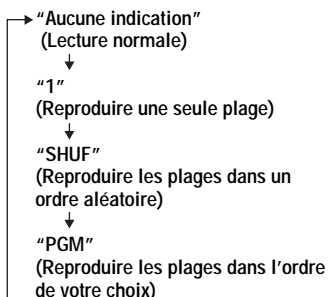 “Aucune indication”
(Lecture normale)
“1”
(Reproduire une seule plage)
“SHUF”
(Reproduire les plages dans un
ordre aléatoire)
“PGM”
(Reproduire les plages dans l’ordre
de votre choix)